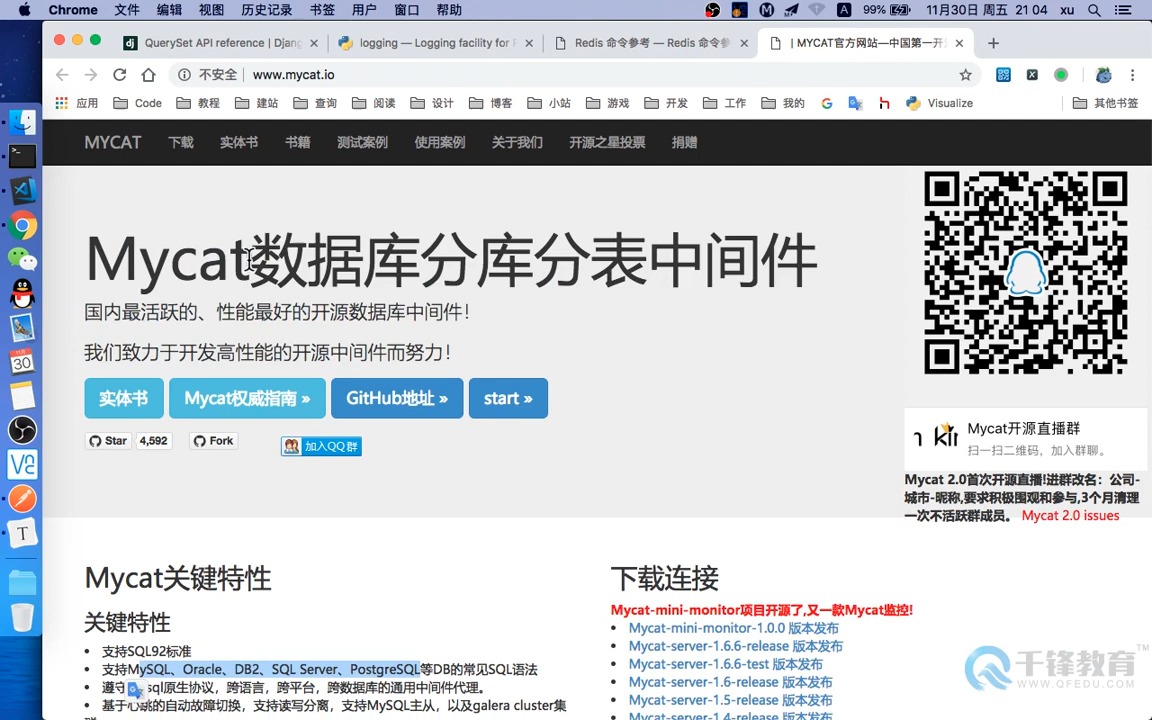 Chrome 文件 编辑 视图 历史记录 书签 用户 窗口 帮助 99% 11月30日 周五 21 04 xu
QuerySet API reference | Djang
logging — Logging facility for P
Redis 命令参考 — Redis 命令参
| MYCAT官方网站—中国第一开
不安全 www.mycat.io
应用 Code 教程 建站 查询 阅读 设计 博客 小站 游戏 开发 工作 我的 Visualize 其他书签
MYCAT 下载 实体书 书籍 测试案例 使用案例 关于我们 开源之星投票 捐赠
Mycat数据库分库分表中间件
国内最活跃的、性能最好的开源数据库中间件！
我们致力于开发高性能的开源中间件而努力！
实体书 Mycat权威指南 » GitHub地址 » start »
Star 4,592 Fork 加入QQ群
Mycat开源直播群
扫一扫二维码，加入群聊。
Mycat 2.0首次开源直播!进群改名：公司-
城市-昵称,要求积极围观和参与,3个月清理
一次不活跃群成员。 Mycat 2.0 issues
Mycat关键特性
关键特性
支持SQL92标准
支持MySQL、Oracle、DB2、SQL Server、PostgreSQL等DB的常见SQL语法
遵守 sql原生协议，跨语言，跨平台，跨数据库的通用中间件代理。
基于心跳的自动故障切换，支持读写分离，支持MySQL主从，以及galera cluster集
下载连接
Mycat-mini-monitor项目开源了,又一款Mycat监控!
Mycat-mini-monitor-1.0.0 版本发布
Mycat-server-1.6.6-release 版本发布
Mycat-server-1.6.6-test 版本发布
Mycat-server-1.6-release 版本发布
Mycat-server-1.5-release 版本发布
Mycat-server-1.4-release 版本发布
千锋教育 TM
WWW.QFEDU.COM